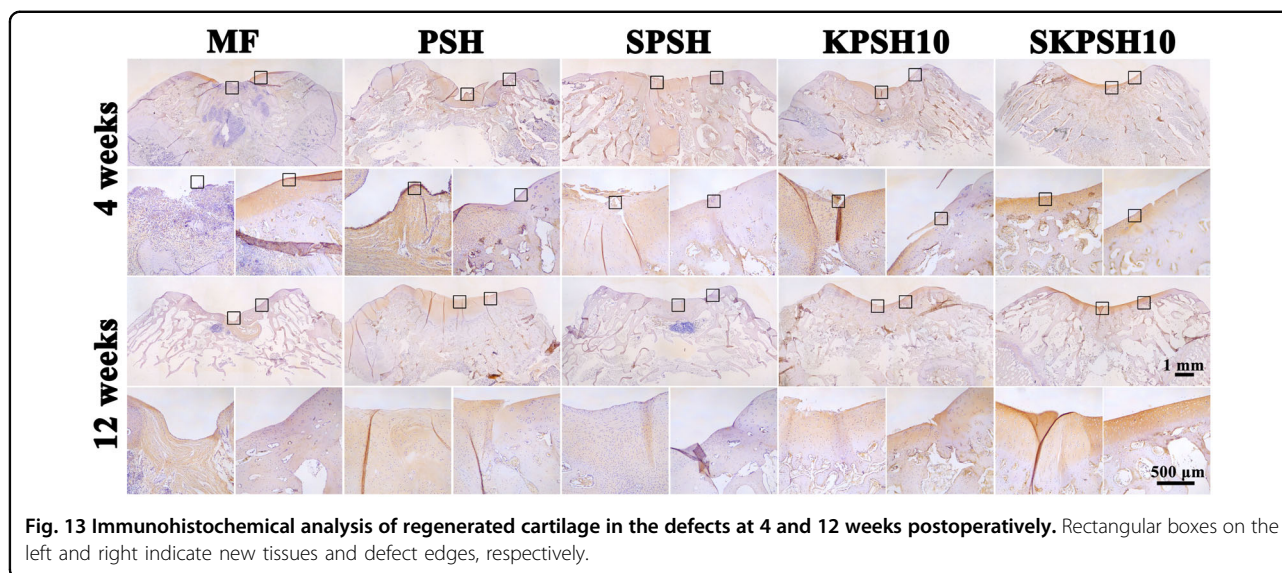 MF PSH SPSH KPSH10 SKPSH10
4 weeks
12 weeks
1 mm
500 µm
Fig. 13 Immunohistochemical analysis of regenerated cartilage in the defects at 4 and 12 weeks postoperatively. Rectangular boxes on the
left and right indicate new tissues and defect edges, respectively.